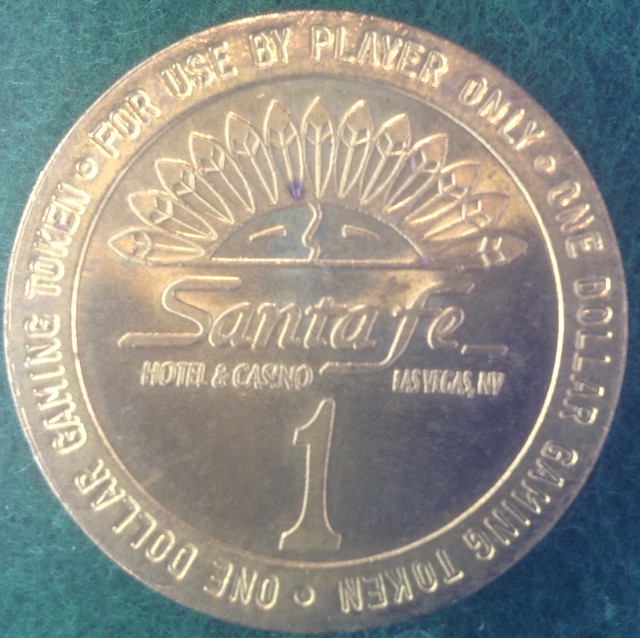 FOR USE BY PLAYER ONLY • ONE DOLLAR GAMING TOKEN • ONE DOLLAR GAMING TOKEN •
Santa fe
HOTEL & CASINO LAS VEGAS, NV
1